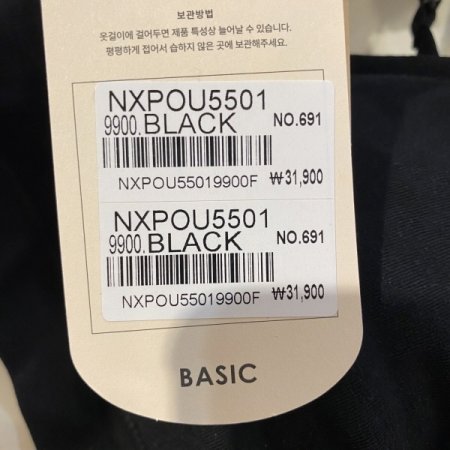 보관방법
옷걸이에 걸어두면 제품 특성상 늘어날 수 있습니다.
평평하게 접어서 습하지 않은 곳에 보관해주세요.
NXPOU5501
9900.BLACK NO.691
NXPOU55019900F ₩31,900
NXPOU5501
9900.BLACK NO.691
NXPOU55019900F ₩31,900
BASIC